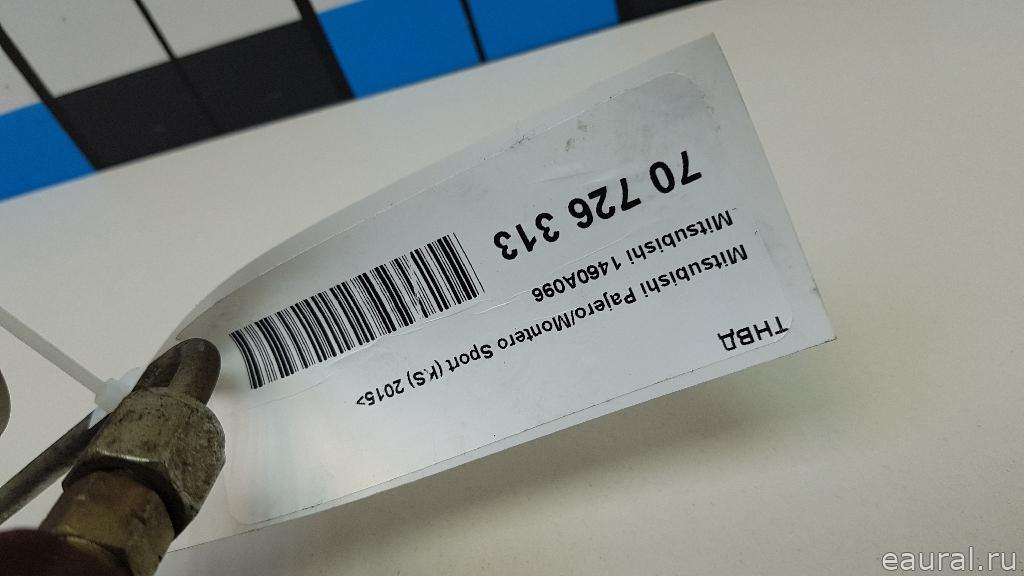 ТНВД
Mitsubishi Pajero/Montero Sport (KS) 2015>
Mitsubishi 1460A096
70 726 313
eaural.ru